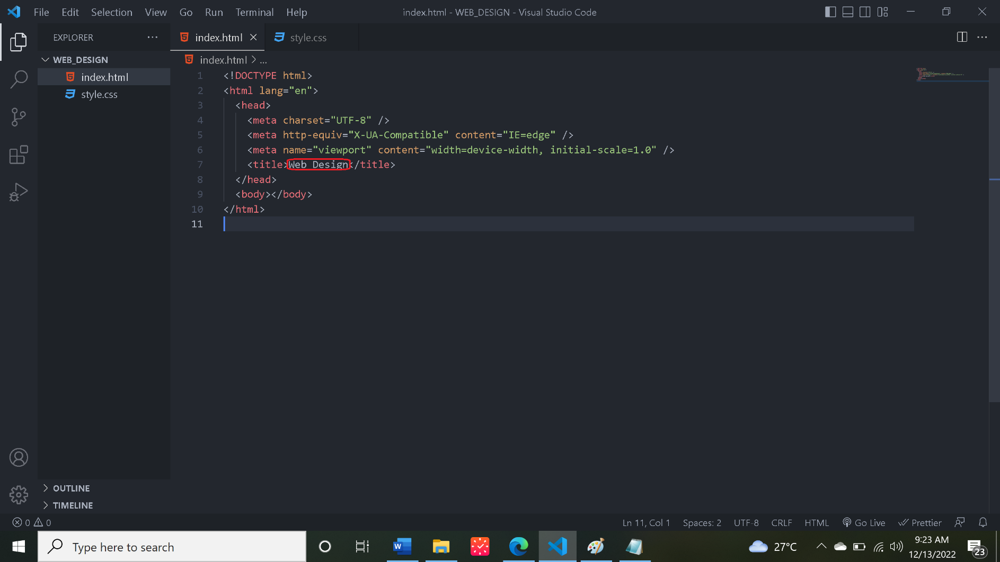 File Edit Selection View Go Run Terminal Help
index.html - WEB_DESIGN - Visual Studio Code
EXPLORER
index.html
style.css
WEB_DESIGN
index.html
style.css
index.html > ...
1 <!DOCTYPE html>
2 <html lang="en">
3 <head>
4 <meta charset="UTF-8" />
5 <meta http-equiv="X-UA-Compatible" content="IE=edge" />
6 <meta name="viewport" content="width=device-width, initial-scale=1.0" />
7 <title>Web Design</title>
8 </head>
9 <body></body>
10 </html>
11
OUTLINE
TIMELINE
0 0
Ln 11, Col 1 Spaces: 2 UTF-8 CRLF HTML Go Live Prettier
Type here to search
W
27°C
9:23 AM
12/13/2022
23